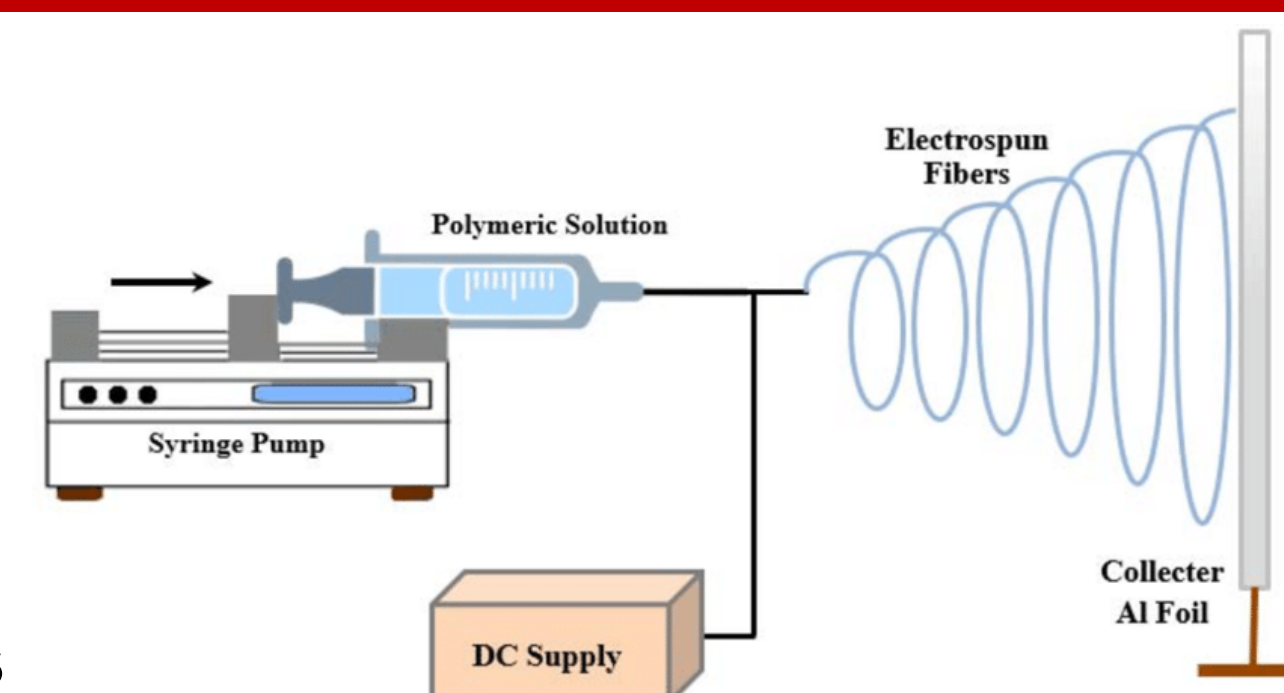 Electrospun
Fibers
Polymeric Solution
Syringe Pump
Collecter
Al Foil
DC Supply